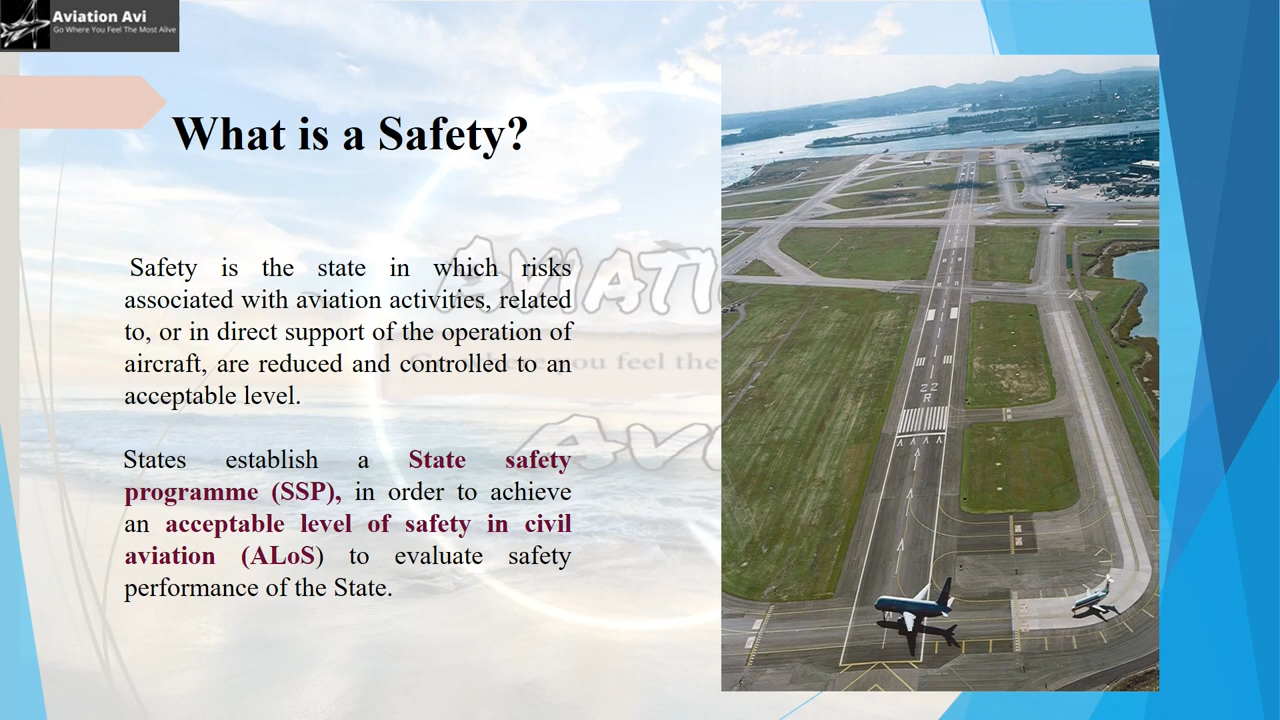 Aviation Avi
Go Where You Feel The Most Alive
What is a Safety?
Safety is the state in which risks
associated with aviation activities, related
to, or in direct support of the operation of
aircraft, are reduced and controlled to an
acceptable level.
States establish a State safety
programme (SSP), in order to achieve
an acceptable level of safety in civil
aviation (ALoS) to evaluate safety
performance of the State.
22
R